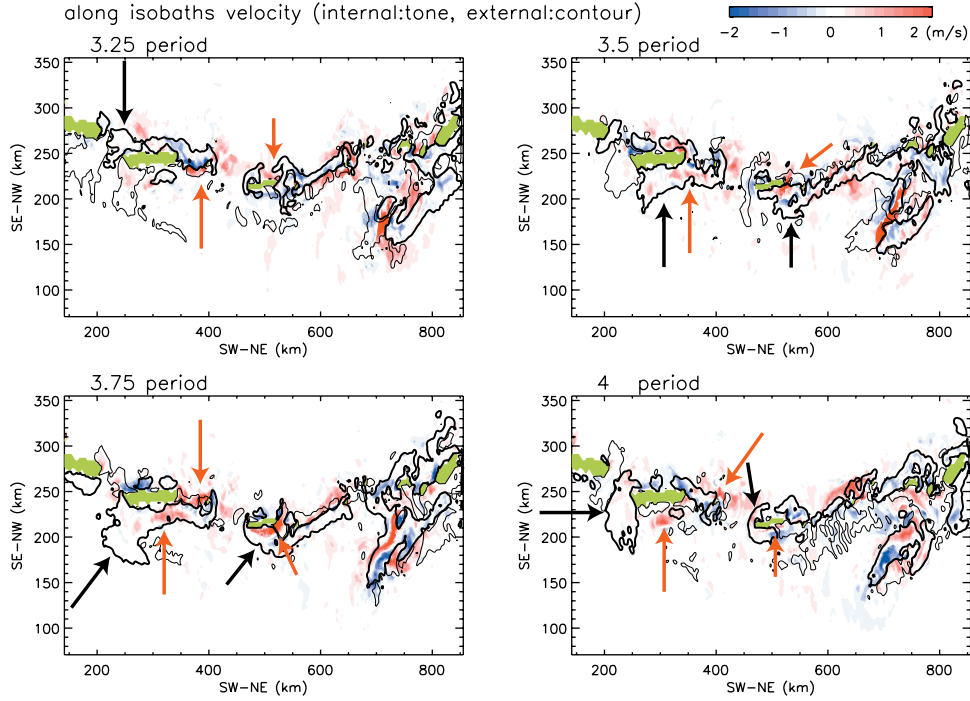 along isobaths velocity (internal:tone, external:contour)
−2 −1 0 1 2 (m/s)
3.25 period
3.5 period
350
300
250
200
150
100
SE−NW (km)
200 400 600 800
SW−NE (km)
350
300
250
200
150
100
SE−NW (km)
200 400 600 800
SW−NE (km)
3.75 period
4 period
350
300
250
200
150
100
SE−NW (km)
200 400 600 800
SW−NE (km)
350
300
250
200
150
100
SE−NW (km)
200 400 600 800
SW−NE (km)